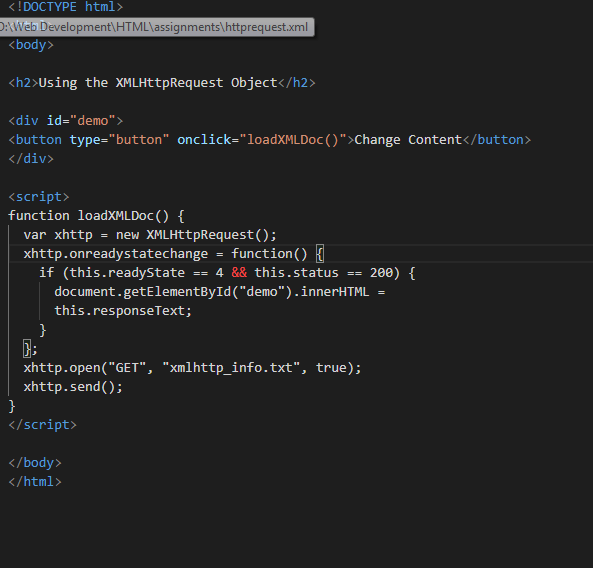 <!DOCTYPE html>
:\Web Development\HTML\assignments\httprequest.xml
<body>
<h2>Using the XMLHttpRequest Object</h2>
<div id="demo">
<button type="button" onclick="loadXMLDoc()">Change Content</button>
</div>
<script>
function loadXMLDoc() {
  var xhttp = new XMLHttpRequest();
  xhttp.onreadystatechange = function() {
    if (this.readyState == 4 && this.status == 200) {
      document.getElementById("demo").innerHTML =
      this.responseText;
    }
  };
  xhttp.open("GET", "xmlhttp_info.txt", true);
  xhttp.send();
}
</script>
</body>
</html>